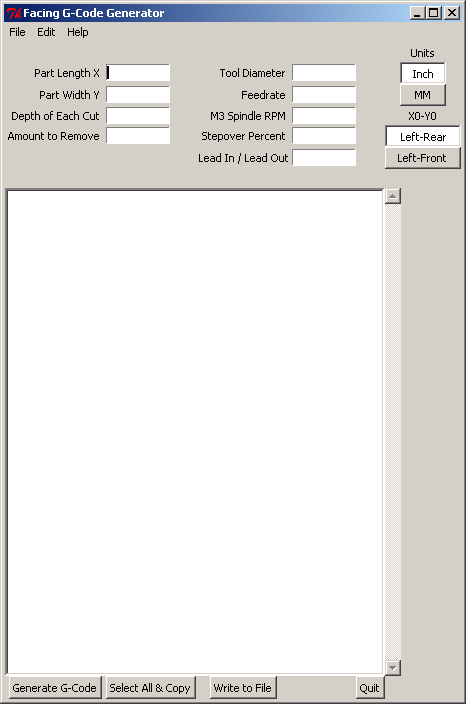 Facing G-Code Generator
File Edit Help
Units
Part Length X Tool Diameter Inch
Part Width Y Feedrate MM
Depth of Each Cut M3 Spindle RPM X0-Y0
Amount to Remove Stepover Percent Left-Rear
Lead In / Lead Out Left-Front
Generate G-Code Select All & Copy Write to File Quit